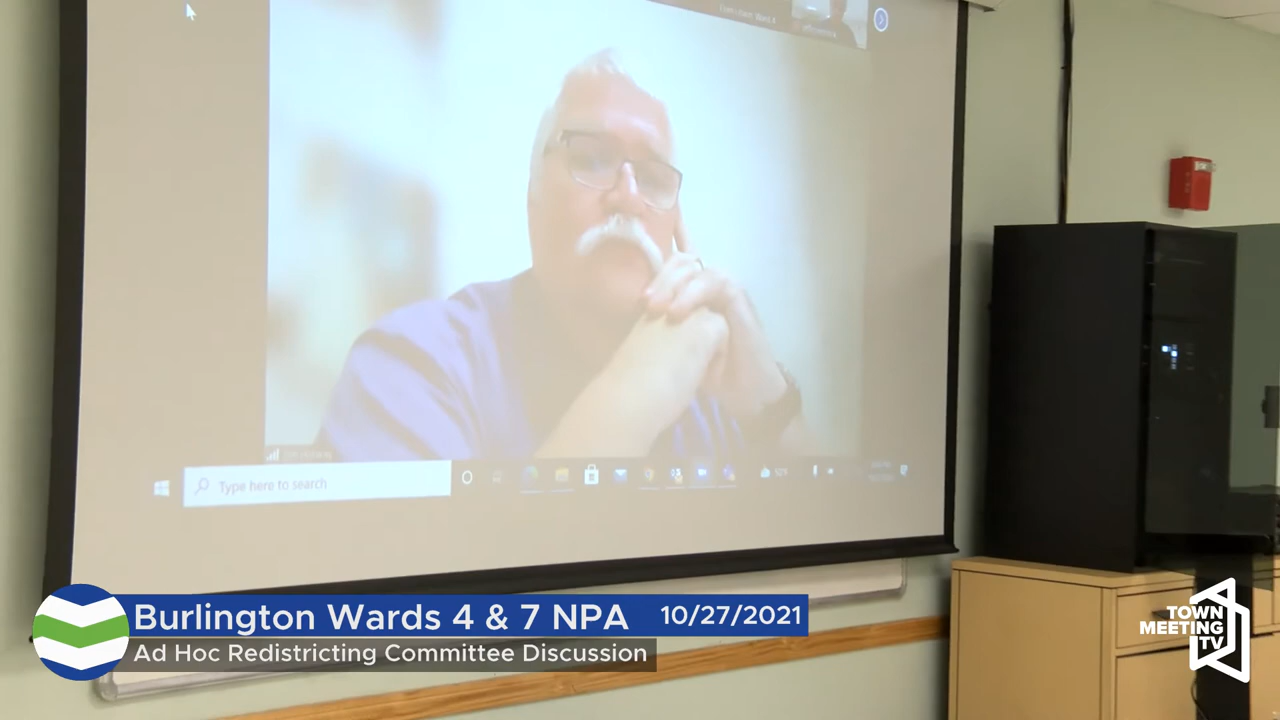 Type here to search
Burlington Wards 4 & 7 NPA 10/27/2021
Ad Hoc Redistricting Committee Discussion
TOWN
MEETING
TV